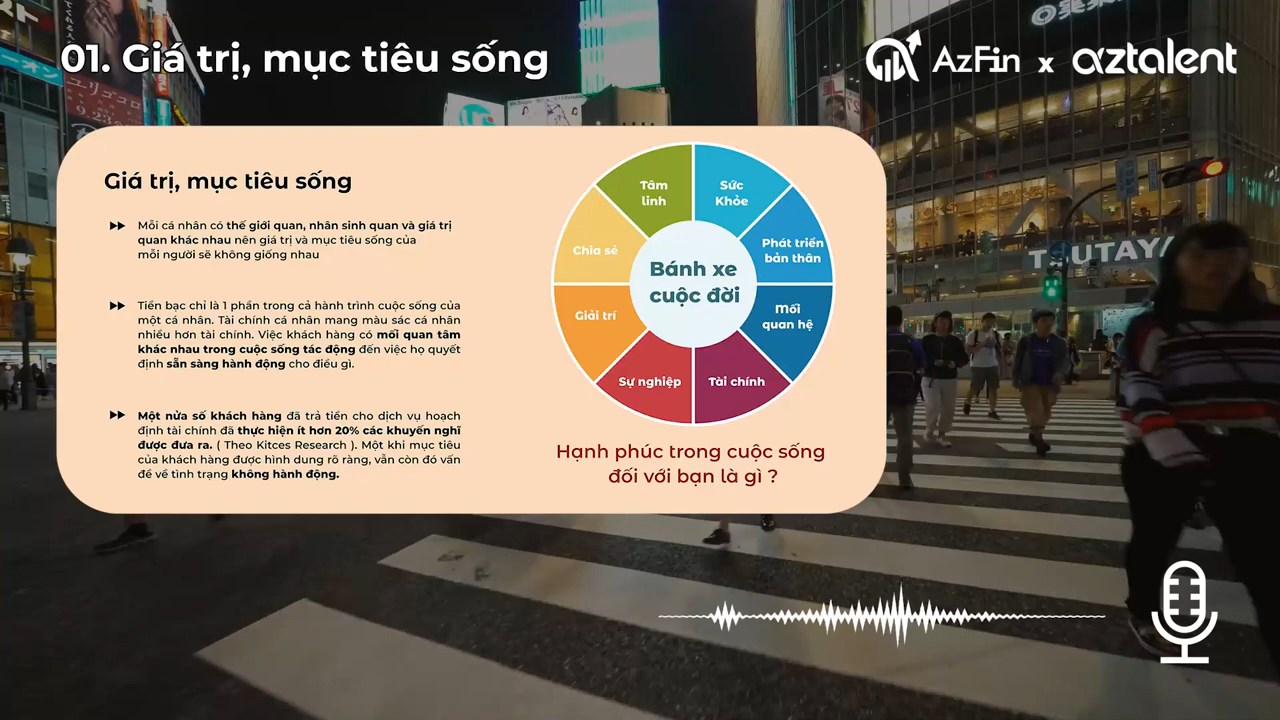 01. Giá trị, mục tiêu sống
AzFin x aztalent
Giá trị, mục tiêu sống
Mỗi cá nhân có thế giới quan, nhân sinh quan và giá trị
quan khác nhau nên giá trị và mục tiêu sống của
mỗi người sẽ không giống nhau
Tiền bạc chỉ là 1 phần trong cả hành trình cuộc sống của
một cá nhân. Tài chính cá nhân mang màu sác cá nhân
nhiều hơn tài chính. Việc khách hàng có mối quan tâm
khác nhau trong cuộc sống tác động đến việc họ quyết
định sẵn sàng hành động cho điều gì.
Một nửa số khách hàng đã trả tiền cho dịch vụ hoạch
định tài chính đã thực hiện ít hơn 20% các khuyến nghĩ
được đưa ra. ( Theo Kitces Research ). Một khi mục tiêu
của khách hàng được hình dung rõ ràng, vẫn còn đó vấn
đề về tình trạng không hành động.
Tâm
linh
Sức
Khỏe
Chia sẻ
Phát triển
bản thân
Bánh xe
cuộc đời
Giải trí
Mối
quan hệ
Sự nghiệp
Tài chính
Hạnh phúc trong cuộc sống
đối với bạn là gì ?
TSUTAYA